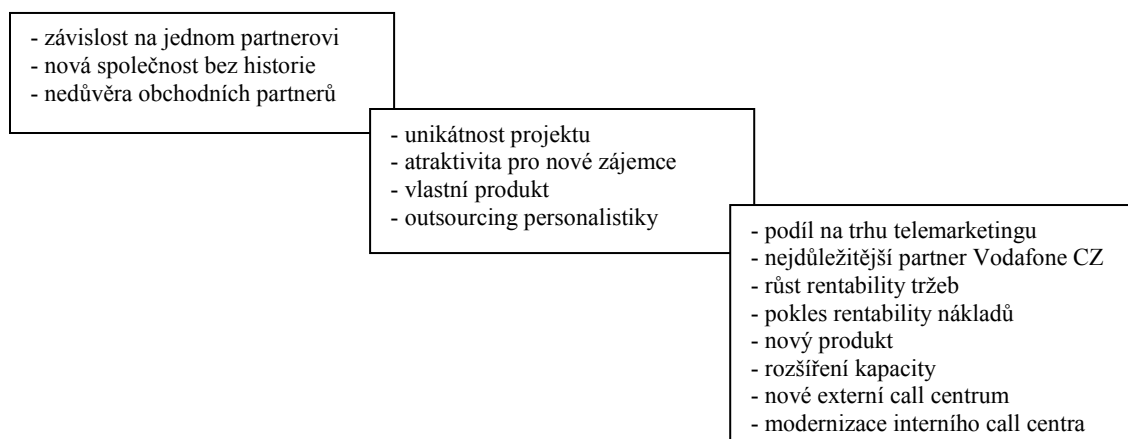 - závislost na jednom partnerovi
- nová společnost bez historie
- nedůvěra obchodních partnerů
- unikátnost projektu
- atraktivita pro nové zájemce
- vlastní produkt
- outsourcing personalistiky
- podíl na trhu telemarketingu
- nejdůležitější partner Vodafone CZ
- růst rentability tržeb
- pokles rentability nákladů
- nový produkt
- rozšíření kapacity
- nové externí call centrum
- modernizace interního call centra